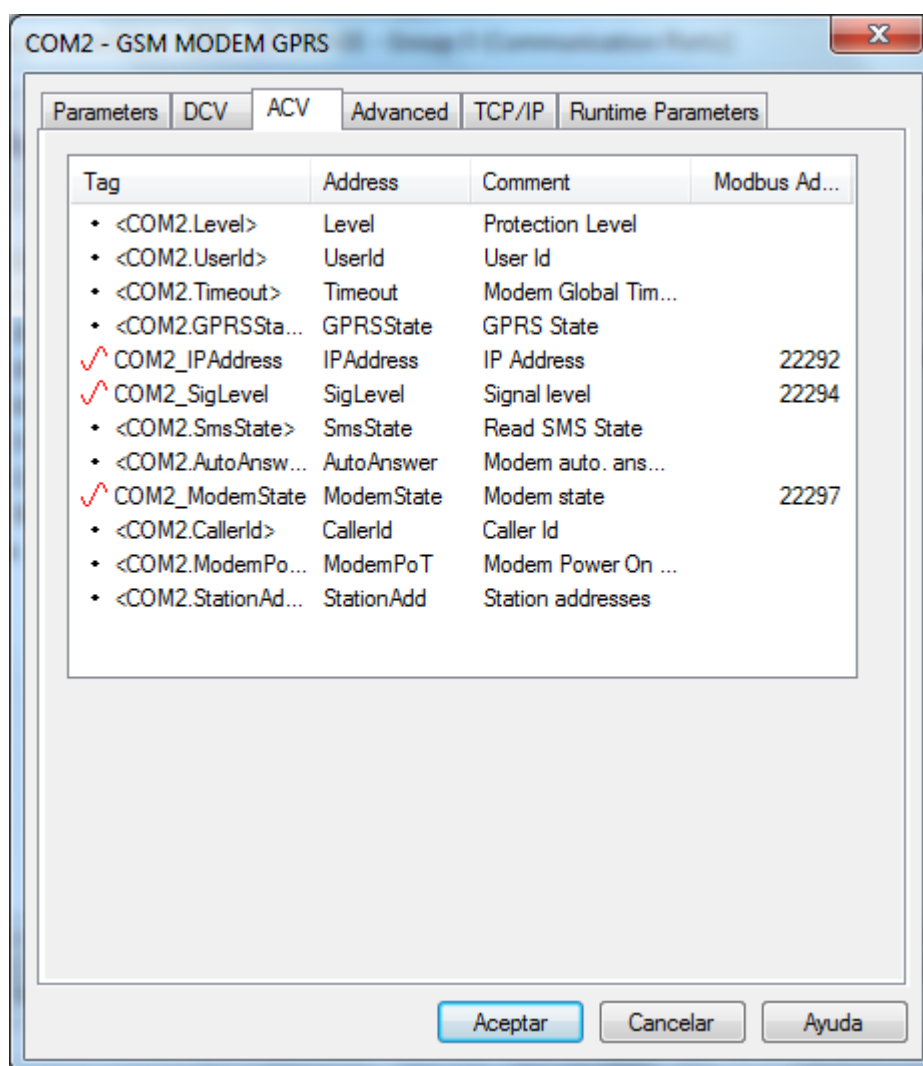 COM2 - GSM MODEM GPRS
Parameters DCV ACV Advanced TCP/IP Runtime Parameters
Tag Address Comment Modbus Ad...
<COM2.Level> Level Protection Level
<COM2.UserId> UserId User Id
<COM2.Timeout> Timeout Modem Global Tim...
<COM2.GPRSSta... GPRSState GPRS State
COM2_IPAddress IPAddress IP Address 22292
COM2_SigLevel SigLevel Signal level 22294
<COM2.SmsState> SmsState Read SMS State
<COM2.AutoAnsw... AutoAnswer Modem auto. ans...
COM2_ModemState ModemState Modem state 22297
<COM2.CallerId> CallerId Caller Id
<COM2.ModemPo... ModemPoT Modem Power On ...
<COM2.StationAd... StationAdd Station addresses
Aceptar Cancelar Ayuda